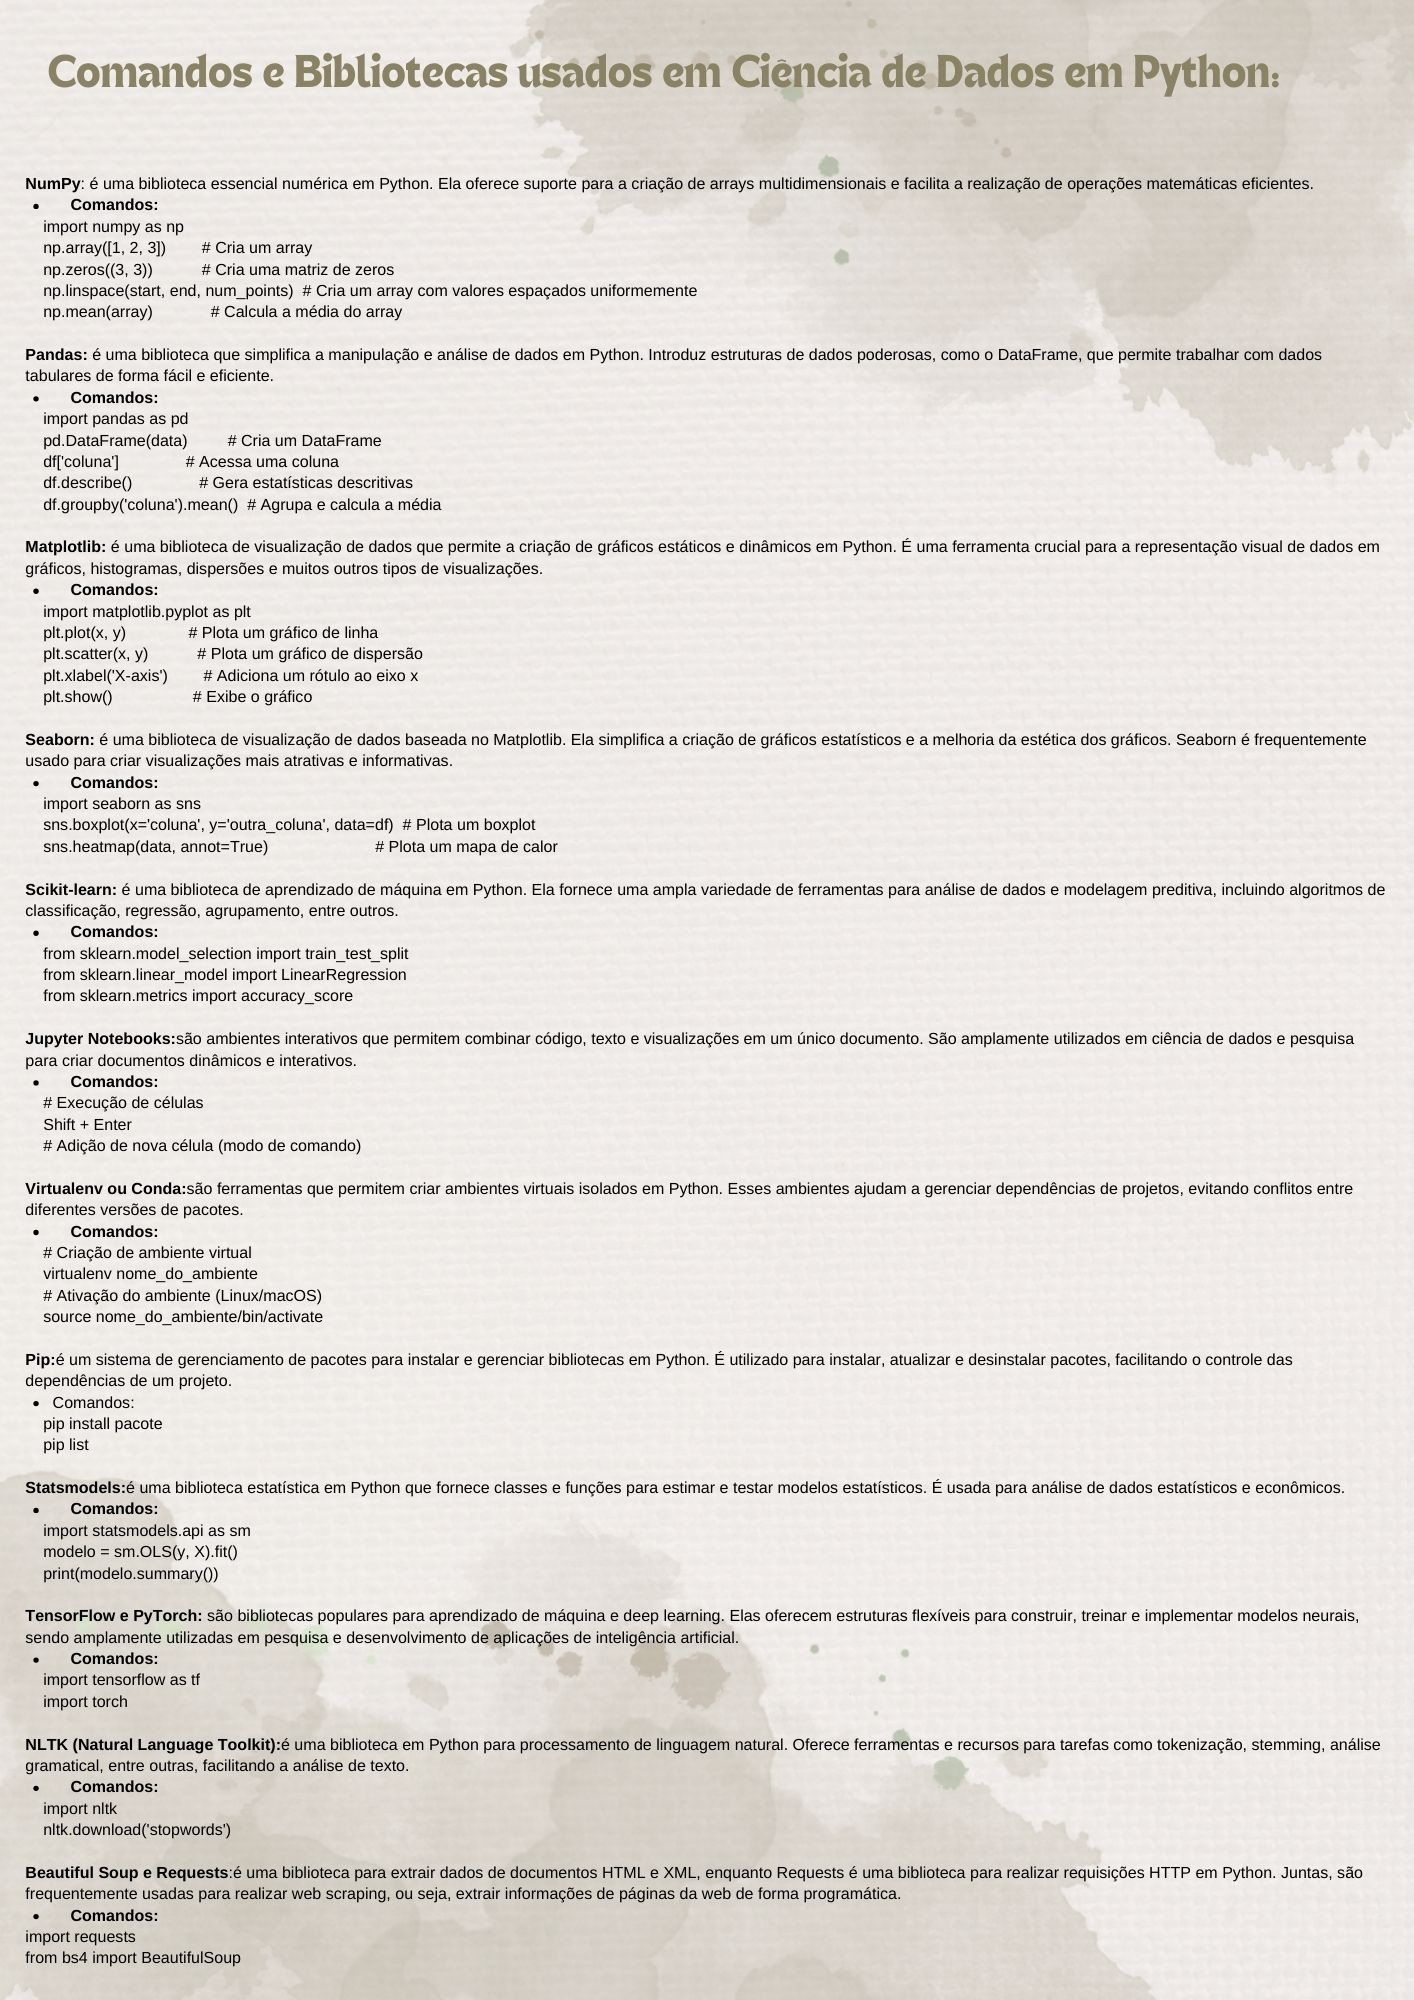 Comandos e Bibliotecas usados em Ciência de Dados em Python:
NumPy: é uma biblioteca essencial numérica em Python. Ela oferece suporte para a criação de arrays multidimensionais e facilita a realização de operações matemáticas eficientes.
• Comandos:
import numpy as np
np.array([1, 2, 3]) # Cria um array
np.zeros((3, 3)) # Cria uma matriz de zeros
np.linspace(start, end, num_points) # Cria um array com valores espaçados uniformemente
np.mean(array) # Calcula a média do array
Pandas: é uma biblioteca que simplifica a manipulação e análise de dados em Python. Introduz estruturas de dados poderosas, como o DataFrame, que permite trabalhar com dados
tabulares de forma fácil e eficiente.
• Comandos:
import pandas as pd
pd.DataFrame(data) # Cria um DataFrame
df['coluna'] # Acessa uma coluna
df.describe() # Gera estatísticas descritivas
df.groupby('coluna').mean() # Agrupa e calcula a média
Matplotlib: é uma biblioteca de visualização de dados que permite a criação de gráficos estáticos e dinâmicos em Python. É uma ferramenta crucial para a representação visual de dados em
gráficos, histogramas, dispersões e muitos outros tipos de visualizações.
• Comandos:
import matplotlib.pyplot as plt
plt.plot(x, y) # Plota um gráfico de linha
plt.scatter(x, y) # Plota um gráfico de dispersão
plt.xlabel('X-axis') # Adiciona um rótulo ao eixo x
plt.show() # Exibe o gráfico
Seaborn: é uma biblioteca de visualização de dados baseada no Matplotlib. Ela simplifica a criação de gráficos estatísticos e a melhoria da estética dos gráficos. Seaborn é frequentemente
usado para criar visualizações mais atrativas e informativas.
• Comandos:
import seaborn as sns
sns.boxplot(x='coluna', y='outra_coluna', data=df) # Plota um boxplot
sns.heatmap(data, annot=True) # Plota um mapa de calor
Scikit-learn: é uma biblioteca de aprendizado de máquina em Python. Ela fornece uma ampla variedade de ferramentas para análise de dados e modelagem preditiva, incluindo algoritmos de
classificação, regressão, agrupamento, entre outros.
• Comandos:
from sklearn.model_selection import train_test_split
from sklearn.linear_model import LinearRegression
from sklearn.metrics import accuracy_score
Jupyter Notebooks:são ambientes interativos que permitem combinar código, texto e visualizações em um único documento. São amplamente utilizados em ciência de dados e pesquisa
para criar documentos dinâmicos e interativos.
• Comandos:
# Execução de células
Shift + Enter
# Adição de nova célula (modo de comando)
Virtualenv ou Conda:são ferramentas que permitem criar ambientes virtuais isolados em Python. Esses ambientes ajudam a gerenciar dependências de projetos, evitando conflitos entre
diferentes versões de pacotes.
• Comandos:
# Criação de ambiente virtual
virtualenv nome_do_ambiente
# Ativação do ambiente (Linux/macOS)
source nome_do_ambiente/bin/activate
Pip:é um sistema de gerenciamento de pacotes para instalar e gerenciar bibliotecas em Python. É utilizado para instalar, atualizar e desinstalar pacotes, facilitando o controle das
dependências de um projeto.
• Comandos:
pip install pacote
pip list
Statsmodels:é uma biblioteca estatística em Python que fornece classes e funções para estimar e testar modelos estatísticos. É usada para análise de dados estatísticos e econômicos.
• Comandos:
import statsmodels.api as sm
modelo = sm.OLS(y, X).fit()
print(modelo.summary())
TensorFlow e PyTorch: são bibliotecas populares para aprendizado de máquina e deep learning. Elas oferecem estruturas flexíveis para construir, treinar e implementar modelos neurais,
sendo amplamente utilizadas em pesquisa e desenvolvimento de aplicações de inteligência artificial.
• Comandos:
import tensorflow as tf
import torch
NLTK (Natural Language Toolkit):é uma biblioteca em Python para processamento de linguagem natural. Oferece ferramentas e recursos para tarefas como tokenização, stemming, análise
gramatical, entre outras, facilitando a análise de texto.
• Comandos:
import nltk
nltk.download('stopwords')
Beautiful Soup e Requests:é uma biblioteca para extrair dados de documentos HTML e XML, enquanto Requests é uma biblioteca para realizar requisições HTTP em Python. Juntas, são
frequentemente usadas para realizar web scraping, ou seja, extrair informações de páginas da web de forma programática.
• Comandos:
import requests
from bs4 import BeautifulSoup